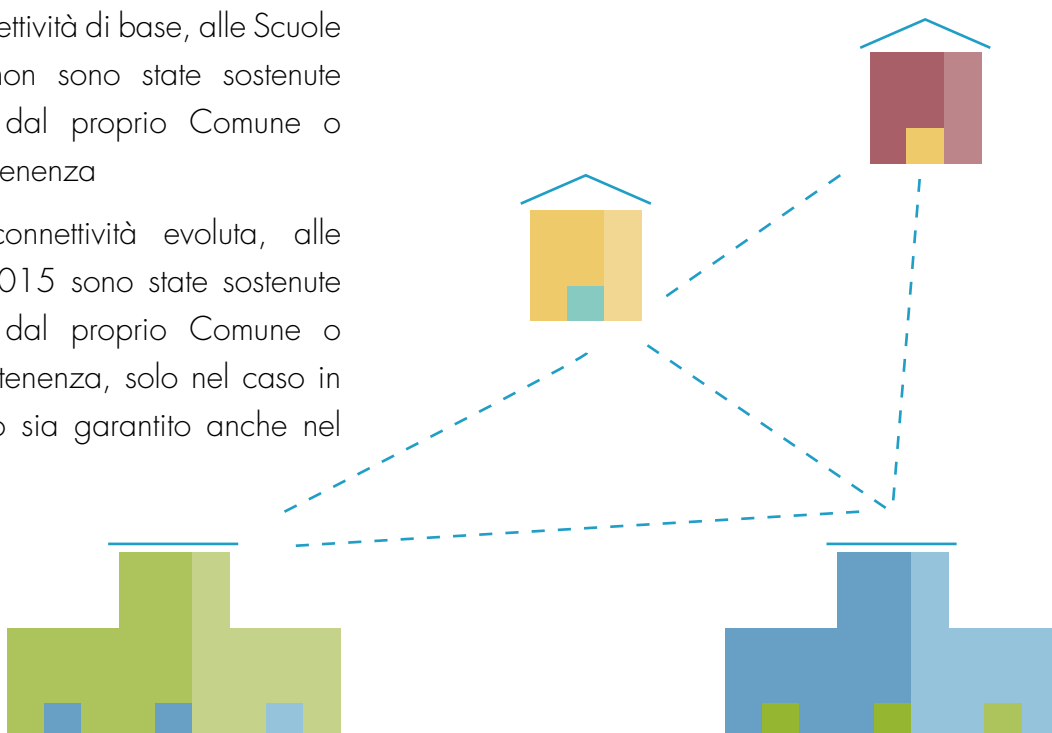 ettività di base, alle Scuole
non sono state sostenute
dal proprio Comune o
enenza
connettività evoluta, alle
015 sono state sostenute
dal proprio Comune o
tenenza, solo nel caso in
o sia garantito anche nel